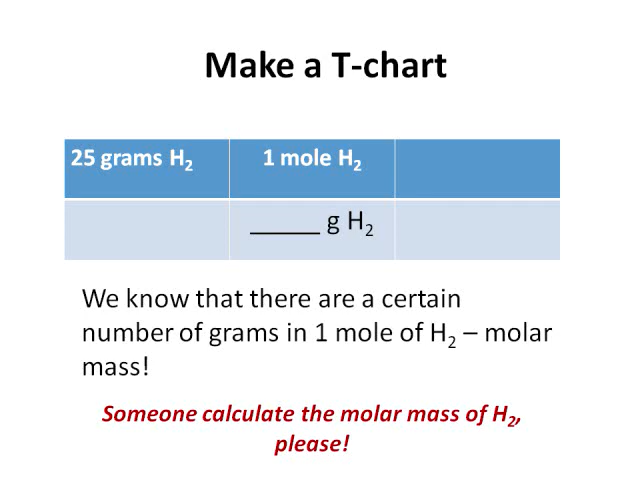 Make a T-chart
25 grams H₂ 1 mole H₂
_____ g H₂
We know that there are a certain
number of grams in 1 mole of H₂ – molar
mass!
Someone calculate the molar mass of H₂,
please!